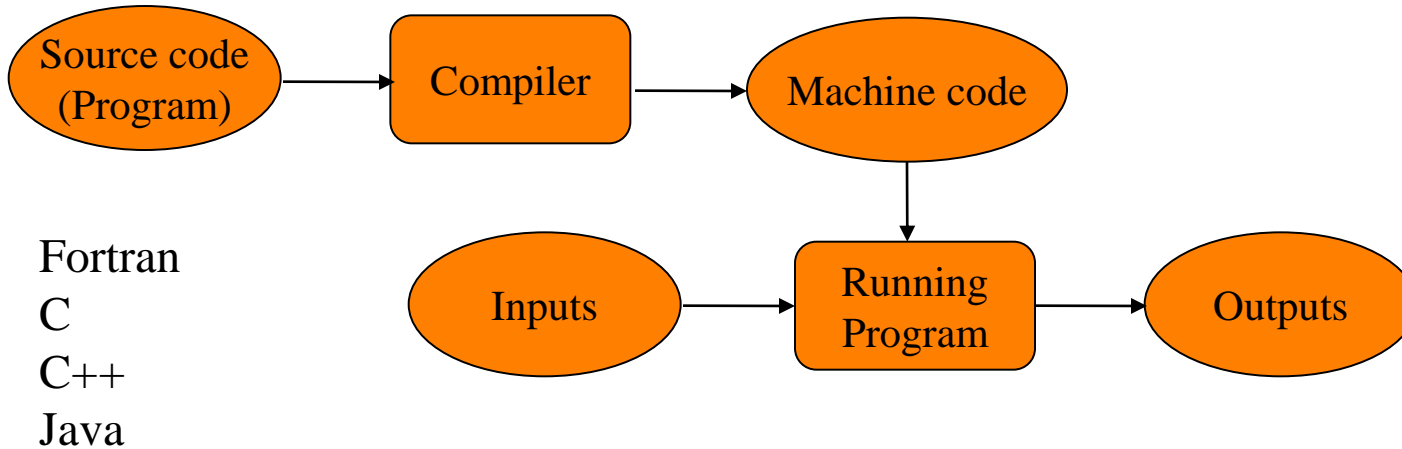 Source code
(Program)
Compiler
Machine code
Fortran
C
C++
Java
Inputs
Running
Program
Outputs